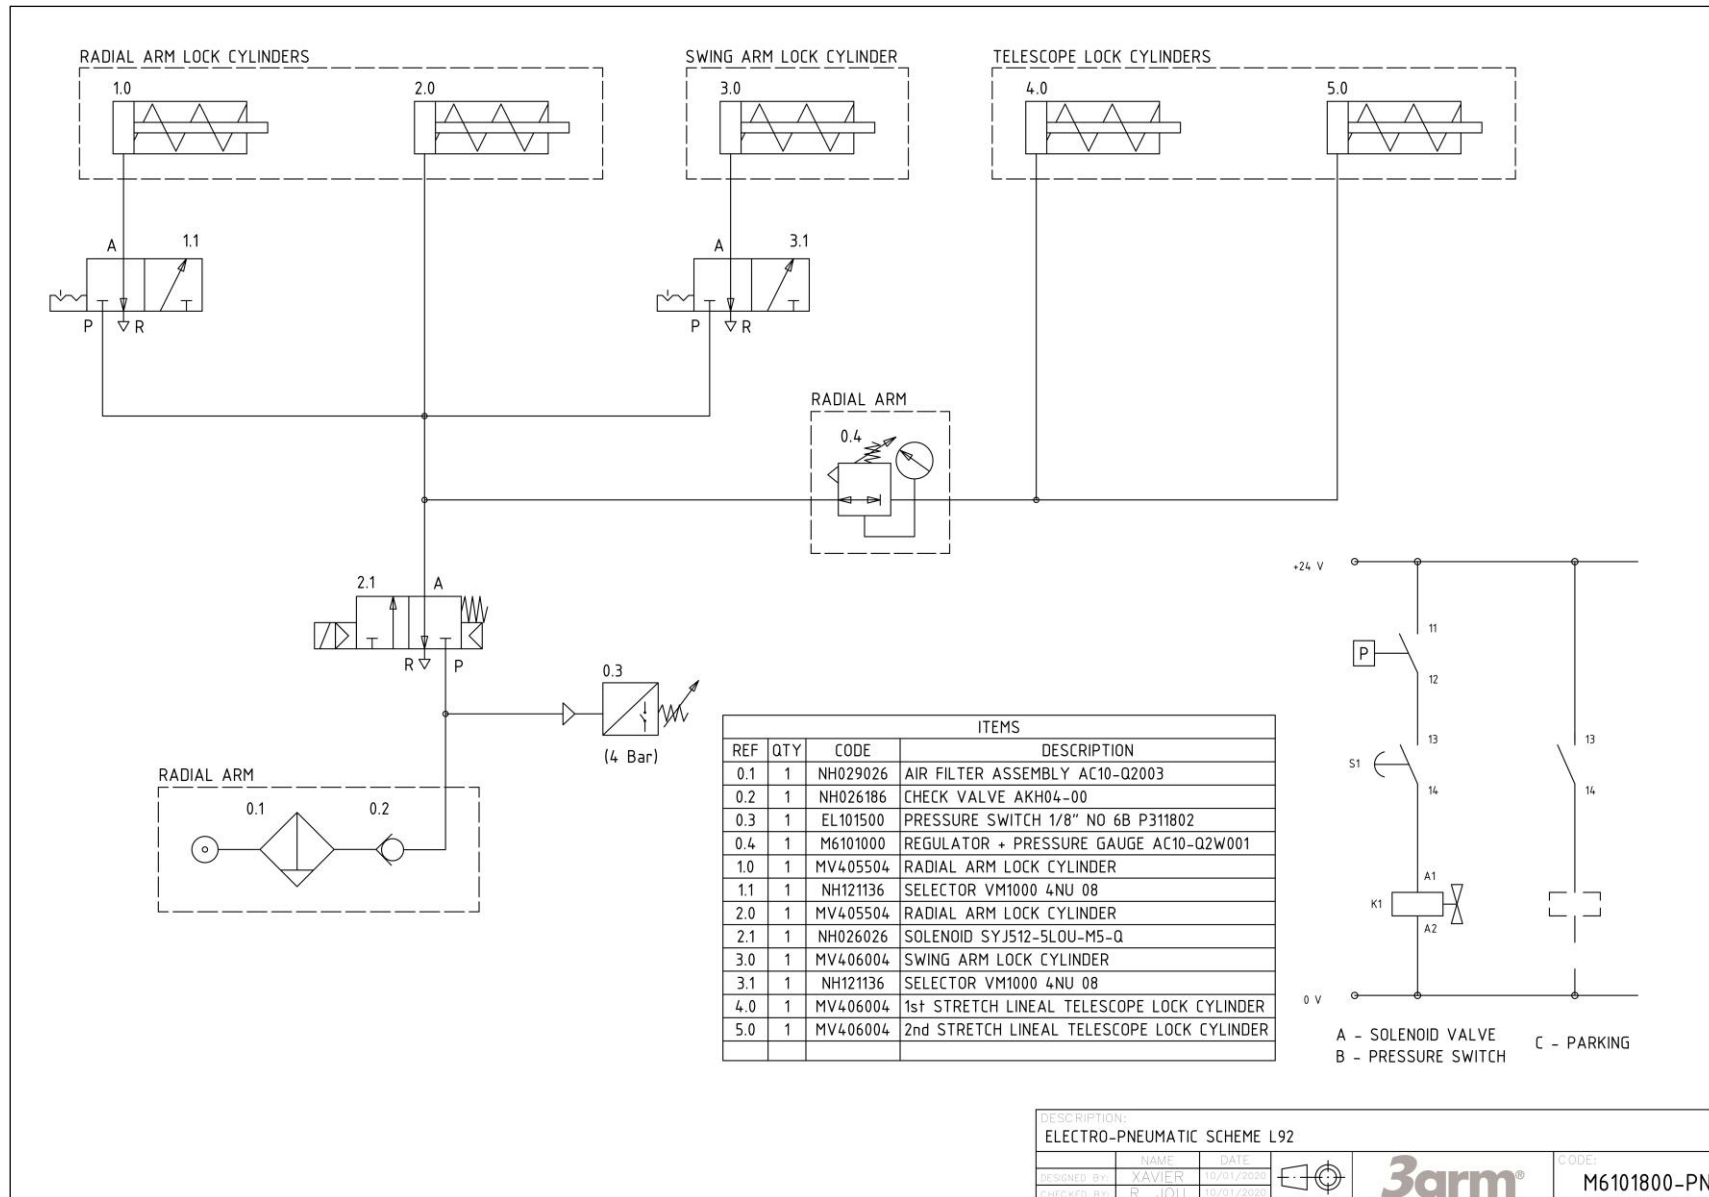 RADIAL ARM LOCK CYLINDERS
1.0
2.0
SWING ARM LOCK CYLINDER
3.0
TELESCOPE LOCK CYLINDERS
4.0
5.0
A
1.1
P
R
A
3.1
P
R
RADIAL ARM
0.4
2.1
A
R
P
0.3
(4 Bar)
RADIAL ARM
0.1
0.2
ITEMS
REF QTY CODE DESCRIPTION
0.1 1 NH029026 AIR FILTER ASSEMBLY AC10-Q2003
0.2 1 NH026186 CHECK VALVE AKH04-00
0.3 1 EL101500 PRESSURE SWITCH 1/8" NO 6B P311802
0.4 1 M6101000 REGULATOR + PRESSURE GAUGE AC10-Q2W001
1.0 1 MV405504 RADIAL ARM LOCK CYLINDER
1.1 1 NH121136 SELECTOR VM1000 4NU 08
2.0 1 MV405504 RADIAL ARM LOCK CYLINDER
2.1 1 NH026026 SOLENOID SYJ512-5LOU-M5-Q
3.0 1 MV406004 SWING ARM LOCK CYLINDER
3.1 1 NH121136 SELECTOR VM1000 4NU 08
4.0 1 MV406004 1st STRETCH LINEAL TELESCOPE LOCK CYLINDER
5.0 1 MV406004 2nd STRETCH LINEAL TELESCOPE LOCK CYLINDER
+24 V
11
P
12
13
S1
14
13
14
A1
K1
A2
0 V
A - SOLENOID VALVE
B - PRESSURE SWITCH
C - PARKING
DESCRIPTION:
ELECTRO-PNEUMATIC SCHEME L92
NAME DATE
DESIGNED BY: XAVIER 10/01/2020
CHECKED BY: R. JOU 10/01/2020
3arm®
CODE:
M6101800-PN